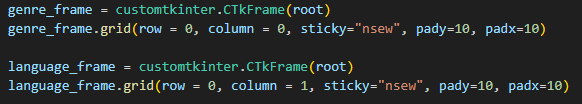 genre_frame = customtkinter.CTkFrame(root)
genre_frame.grid(row = 0, column = 0, sticky="nsew", pady=10, padx=10)
language_frame = customtkinter.CTkFrame(root)
language_frame.grid(row = 0, column = 1, sticky="nsew", pady=10, padx=10)